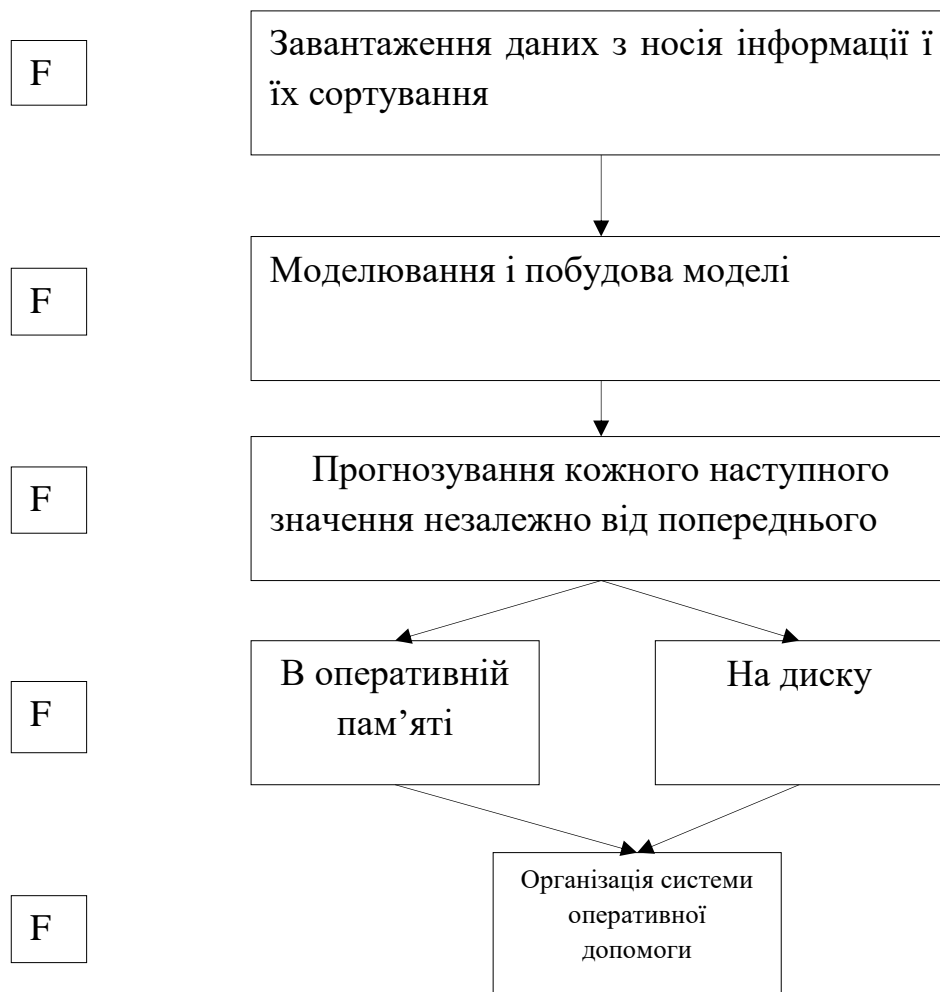 F
Завантаження даних з носія інформації ї
їх сортування
F
Моделювання і побудова моделі
F
Прогнозування кожного наступного
значення незалежно від попереднього
F
В оперативній
пам’яті
На диску
F
Організація системи
оперативної
допомоги